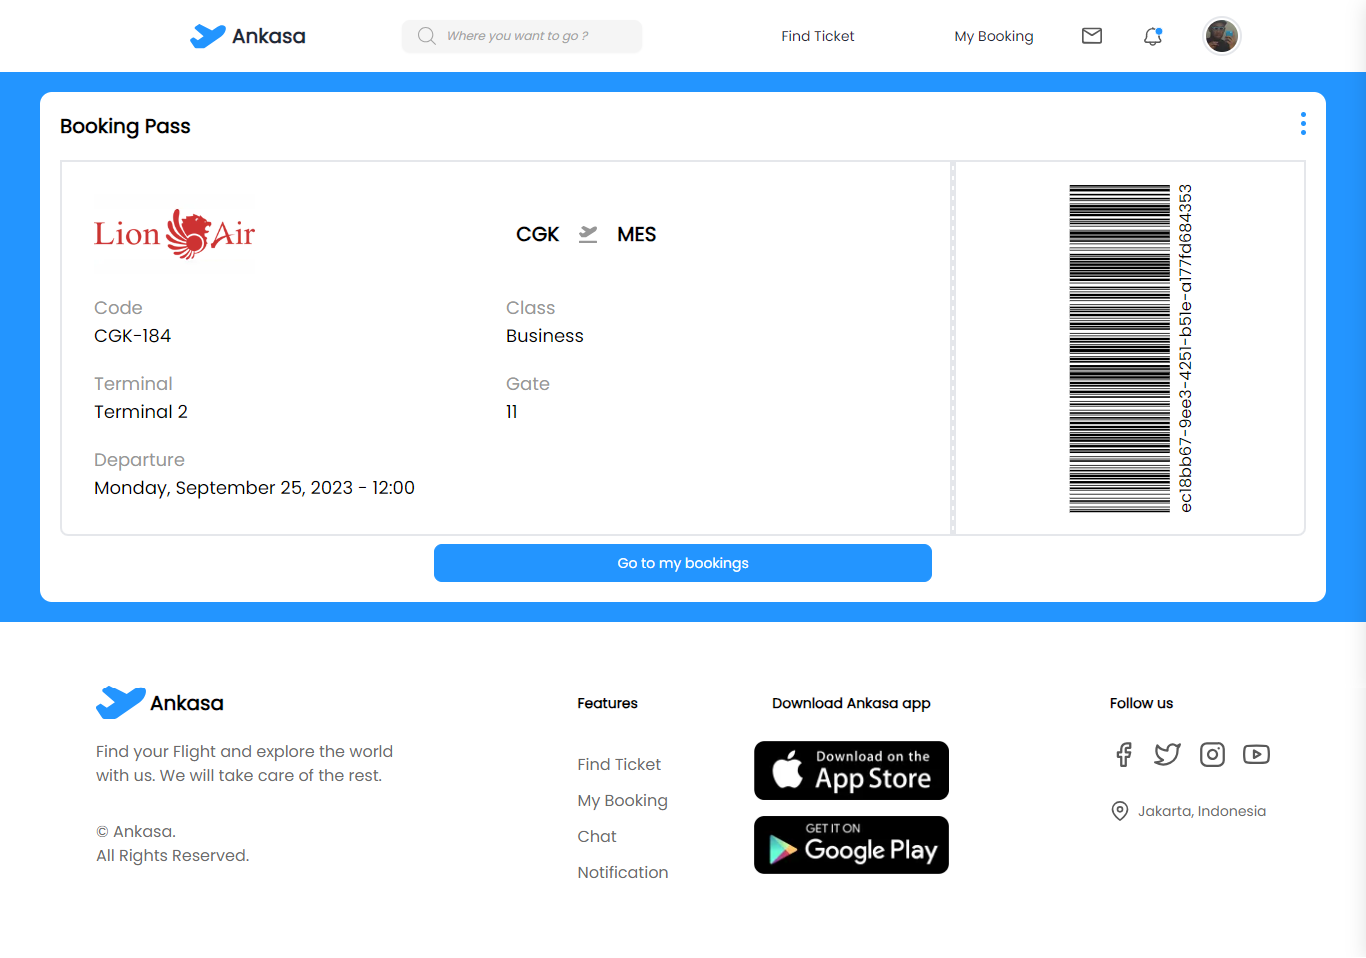 Ankasa
Where you want to go ?
Find Ticket
My Booking
Booking Pass
Lion Air
CGK
MES
Code
CGK-184
Class
Business
Terminal
Terminal 2
Gate
11
Departure
Monday, September 25, 2023 - 12:00
ec18bb67-9ee3-4251-b51e-a177fd684353
Go to my bookings
Ankasa
Find your Flight and explore the world
with us. We will take care of the rest.
© Ankasa.
All Rights Reserved.
Features
Find Ticket
My Booking
Chat
Notification
Download Ankasa app
Download on the
App Store
GET IT ON
Google Play
Follow us
Jakarta, Indonesia